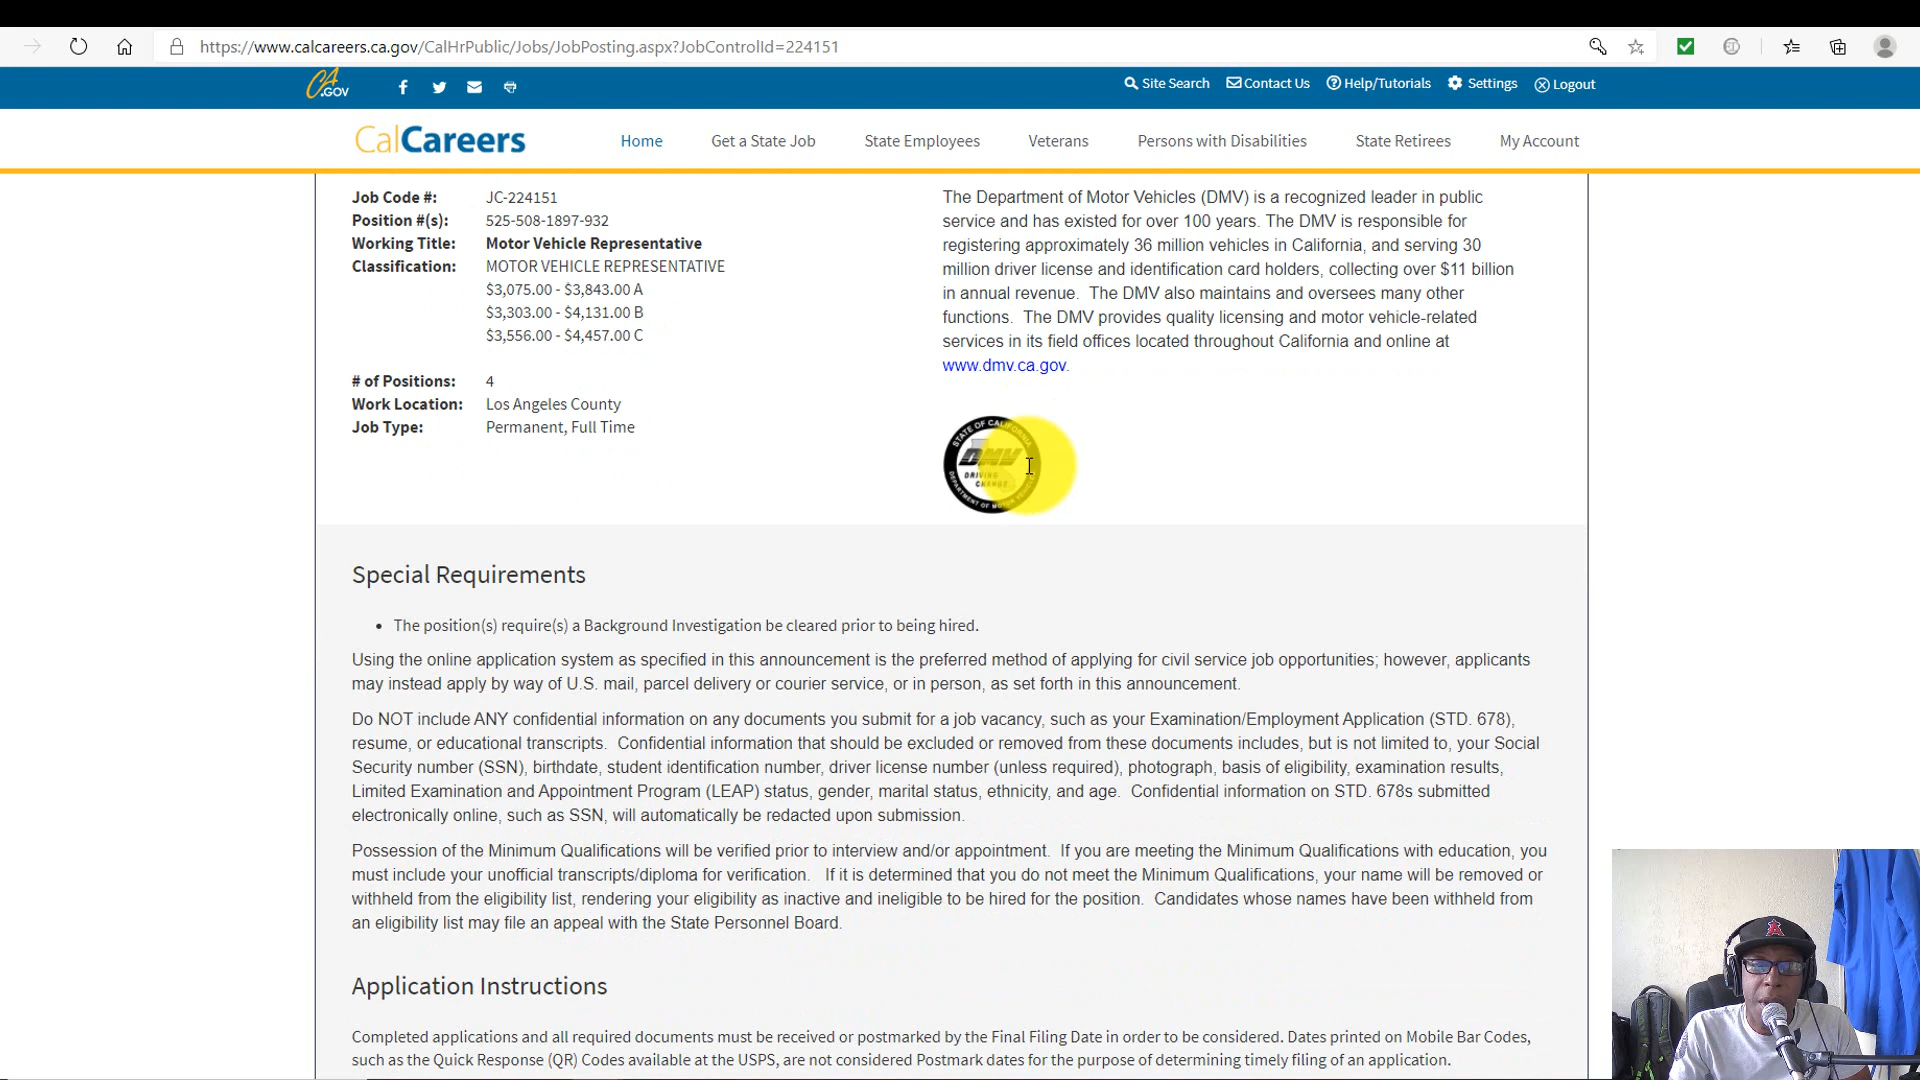 https://www.calcareers.ca.gov/CalHrPublic/Jobs/JobPosting.aspx?JobControlId=224151
CA.GOV
Site Search
Contact Us
Help/Tutorials
Settings
Logout
CalCareers
Home
Get a State Job
State Employees
Veterans
Persons with Disabilities
State Retirees
My Account
Job Code #: JC-224151
Position #(s): 525-508-1897-932
Working Title: Motor Vehicle Representative
Classification: MOTOR VEHICLE REPRESENTATIVE
$3,075.00 - $3,843.00 A
$3,303.00 - $4,131.00 B
$3,556.00 - $4,457.00 C
# of Positions: 4
Work Location: Los Angeles County
Job Type: Permanent, Full Time
The Department of Motor Vehicles (DMV) is a recognized leader in public
service and has existed for over 100 years. The DMV is responsible for
registering approximately 36 million vehicles in California, and serving 30
million driver license and identification card holders, collecting over $11 billion
in annual revenue. The DMV also maintains and oversees many other
functions. The DMV provides quality licensing and motor vehicle-related
services in its field offices located throughout California and online at
www.dmv.ca.gov.
STATE OF CALIFORNIA
DMV
DRIVING
CHANGE
DEPARTMENT OF MOTOR VEHICLES
Special Requirements
• The position(s) require(s) a Background Investigation be cleared prior to being hired.
Using the online application system as specified in this announcement is the preferred method of applying for civil service job opportunities; however, applicants
may instead apply by way of U.S. mail, parcel delivery or courier service, or in person, as set forth in this announcement.
Do NOT include ANY confidential information on any documents you submit for a job vacancy, such as your Examination/Employment Application (STD. 678),
resume, or educational transcripts. Confidential information that should be excluded or removed from these documents includes, but is not limited to, your Social
Security number (SSN), birthdate, student identification number, driver license number (unless required), photograph, basis of eligibility, examination results,
Limited Examination and Appointment Program (LEAP) status, gender, marital status, ethnicity, and age. Confidential information on STD. 678s submitted
electronically online, such as SSN, will automatically be redacted upon submission.
Possession of the Minimum Qualifications will be verified prior to interview and/or appointment. If you are meeting the Minimum Qualifications with education, you
must include your unofficial transcripts/diploma for verification. If it is determined that you do not meet the Minimum Qualifications, your name will be removed or
withheld from the eligibility list, rendering your eligibility as inactive and ineligible to be hired for the position. Candidates whose names have been withheld from
an eligibility list may file an appeal with the State Personnel Board.
Application Instructions
Completed applications and all required documents must be received or postmarked by the Final Filing Date in order to be considered. Dates printed on Mobile Bar Codes,
such as the Quick Response (QR) Codes available at the USPS, are not considered Postmark dates for the purpose of determining timely filing of an application.